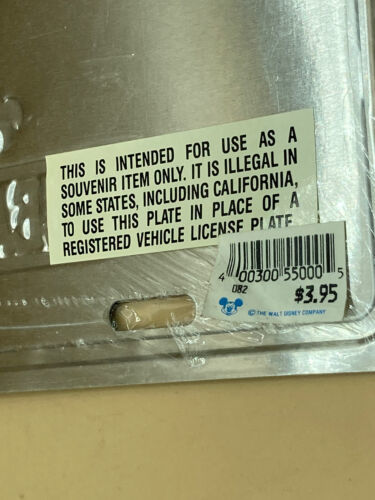 THIS IS INTENDED FOR USE AS A
SOUVENIR ITEM ONLY. IT IS ILLEGAL IN
SOME STATES, INCLUDING CALIFORNIA,
TO USE THIS PLATE IN PLACE OF A
REGISTERED VEHICLE LICENSE PLATE
4 00300 55000 5
082
$3.95
© THE WALT DISNEY COMPANY